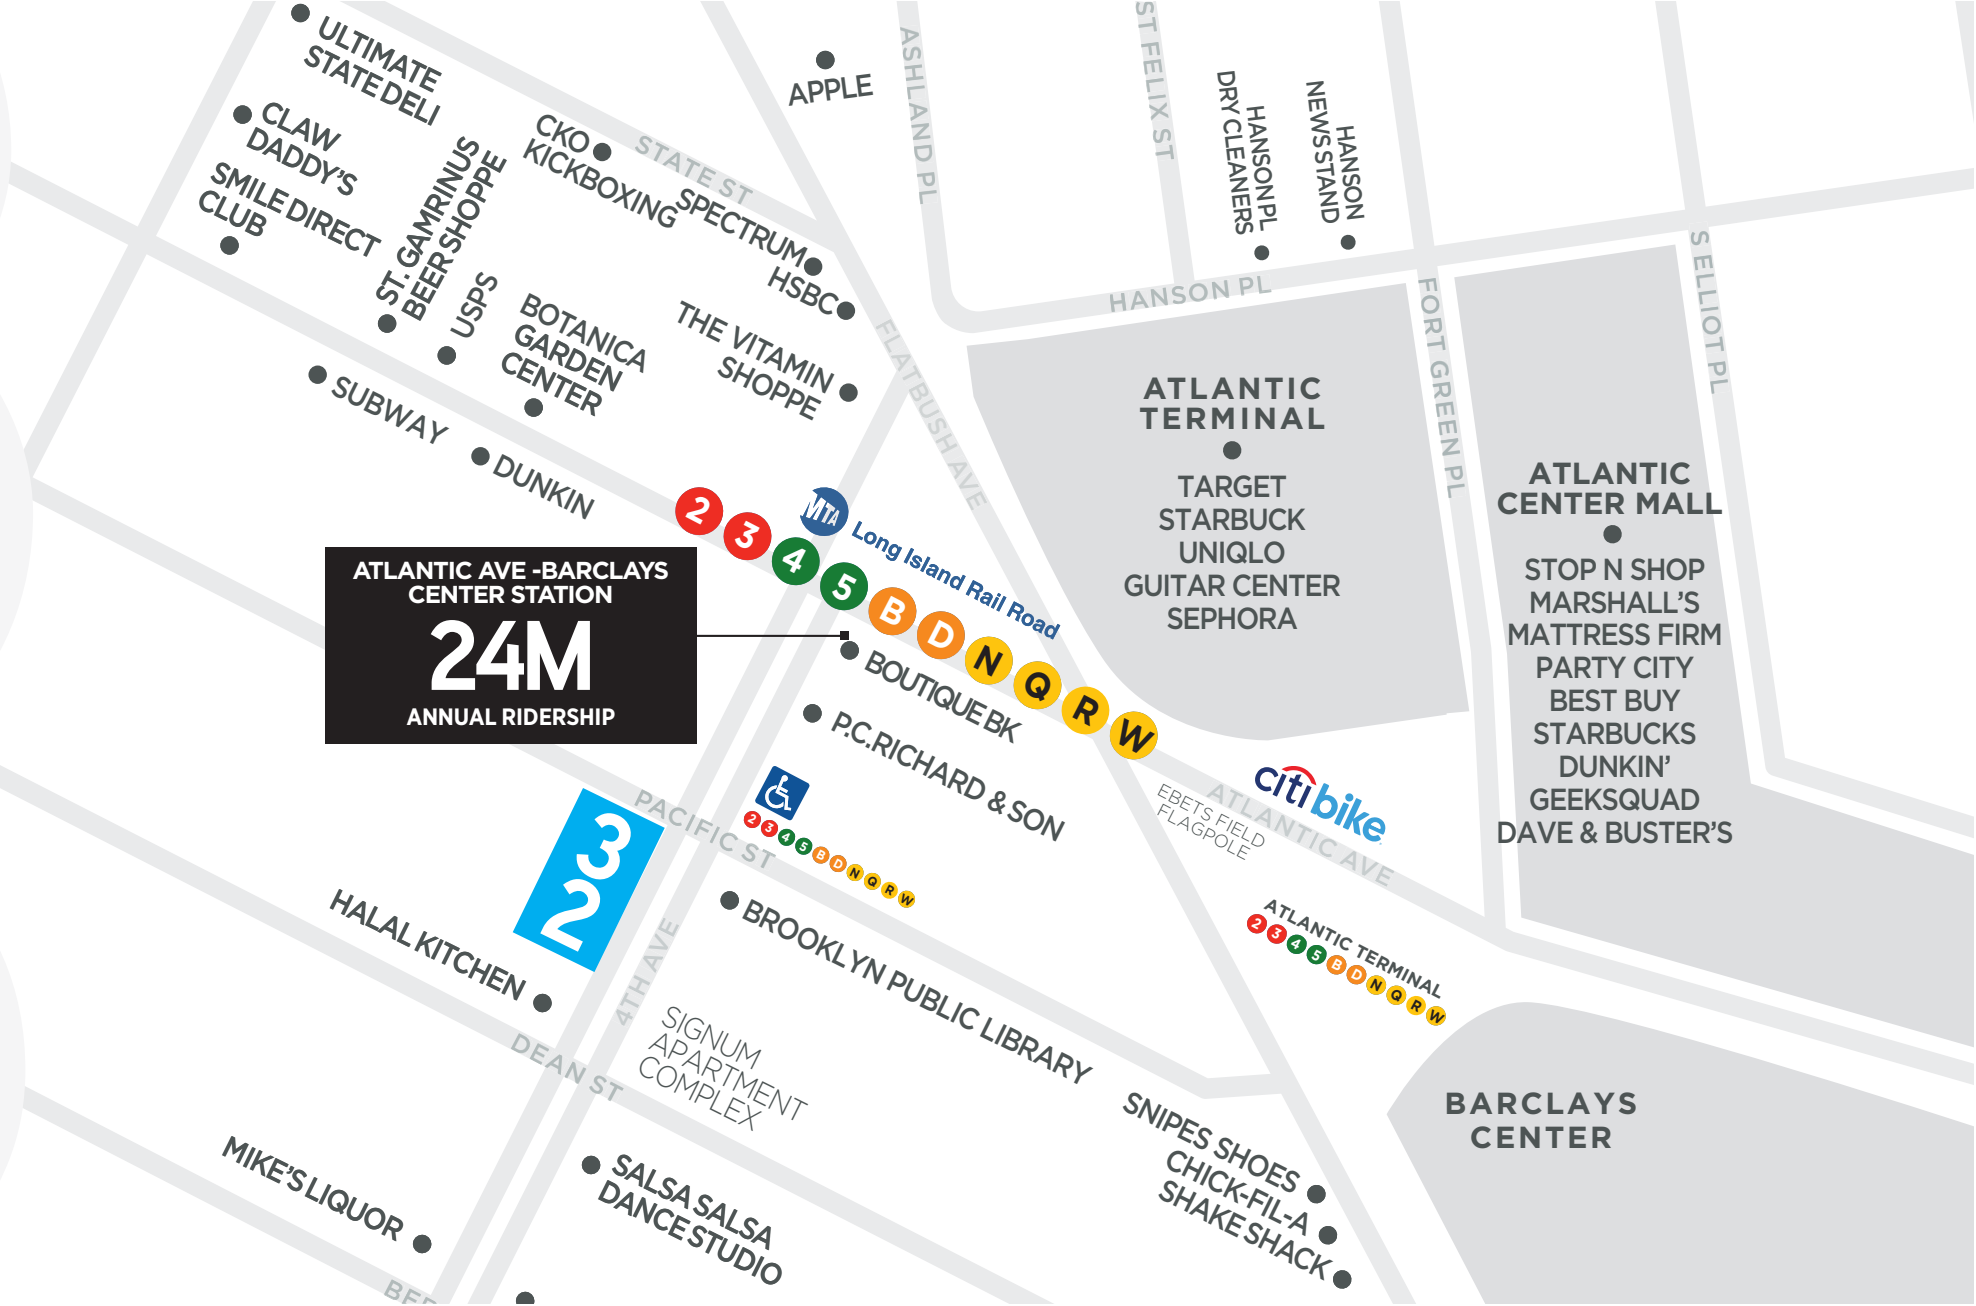 ULTIMATE
STATE DELI
CLAW
DADDY'S
SMILE DIRECT
CLUB
ST. GAMRINUS
BEER SHOPPE
USPS
CKO
KICKBOXING
STATE ST
SPECTRUM
HSBC
BOTANICA
GARDEN
CENTER
THE VITAMIN
SHOPPE
APPLE
ASHLAND PL
ST FELIX ST
HANSON PL
DRY CLEANERS
HANSON
NEWS STAND
HANSON PL
FLATBUSH AVE
FORT GREEN PL
S ELLIOT PL
SUBWAY
DUNKIN
2 3 4 5 B D N Q R W
MTA
Long Island Rail Road
ATLANTIC
TERMINAL
TARGET
STARBUCK
UNIQLO
GUITAR CENTER
SEPHORA
ATLANTIC
CENTER MALL
STOP N SHOP
MARSHALL'S
MATTRESS FIRM
PARTY CITY
BEST BUY
STARBUCKS
DUNKIN'
GEEKSQUAD
DAVE & BUSTER'S
ATLANTIC AVE -BARCLAYS
CENTER STATION
24M
ANNUAL RIDERSHIP
BOUTIQUE BK
P.C.RICHARD & SON
2 3 4 5 B D N Q R W
PACIFIC ST
32
HALAL KITCHEN
4TH AVE
BROOKLYN PUBLIC LIBRARY
EBETS FIELD
FLAGPOLE
citi bike
ATLANTIC AVE
ATLANTIC TERMINAL
2 3 4 5 B D N Q R W
BARCLAYS
CENTER
DEAN ST
SIGNUM
APARTMENT
COMPLEX
MIKE'S LIQUOR
SALSA SALSA
DANCE STUDIO
SNIPES SHOES
CHICK-FIL-A
SHAKE SHACK